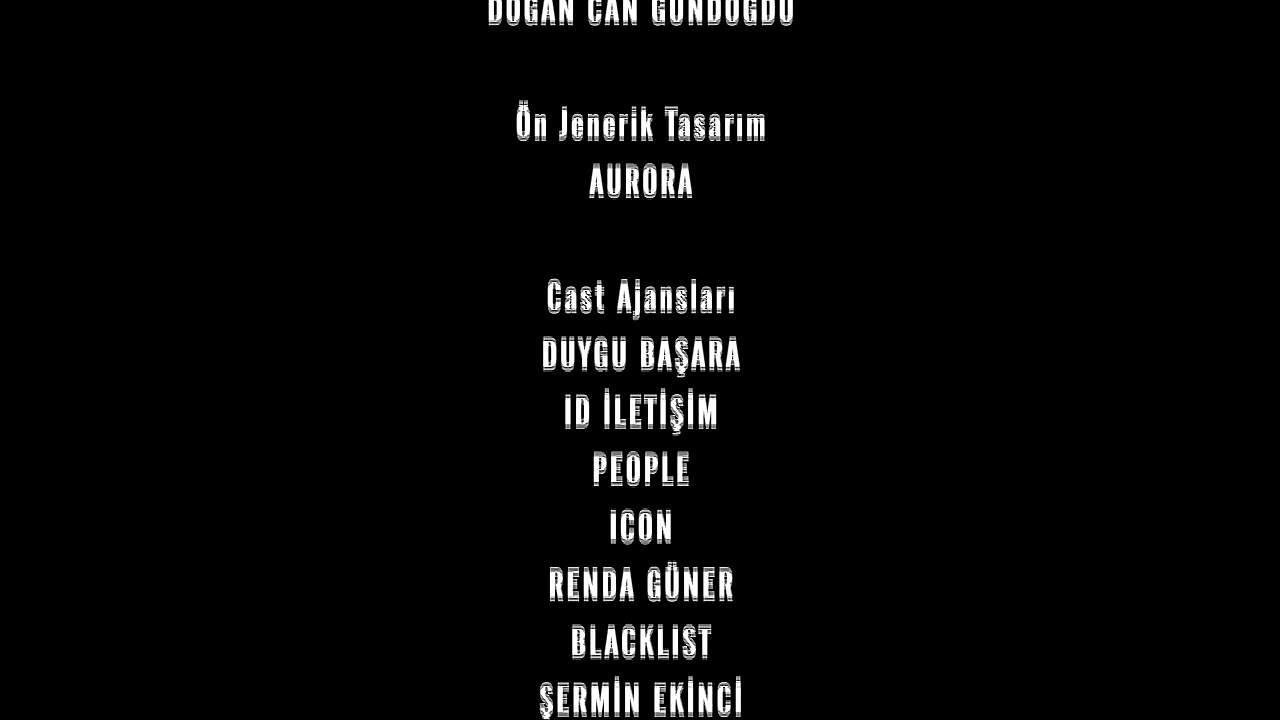 DOĞAN CAN GÜNDOĞDU
Ön Jenerik Tasarım
AURORA
Cast Ajansları
DUYGU BAŞARA
ID İLETİŞİM
PEOPLE
ICON
RENDA GÜNER
BLACKLIST
ŞERMİN EKİNCİ